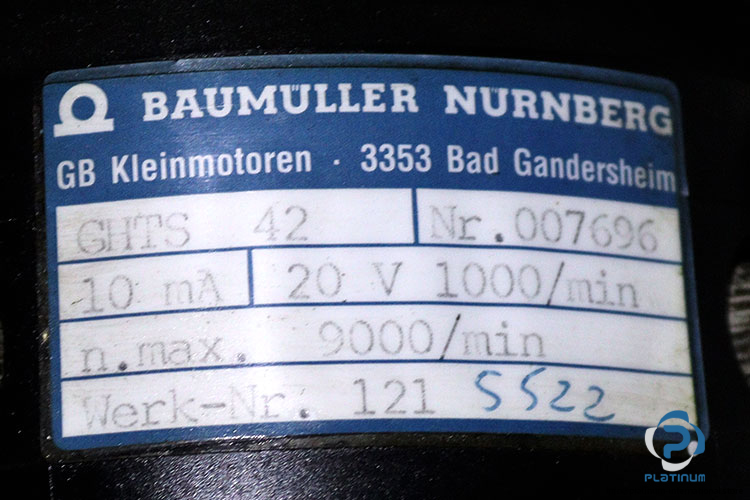 BAUMÜLLER NÜRNBERG
GB Kleinmotoren · 3353 Bad Gandersheim
GHTS 42 Nr.007696
10 mA 20 V 1000/min
n.max. 9000/min
Werk-Nr. 121 5522
PLATINUM